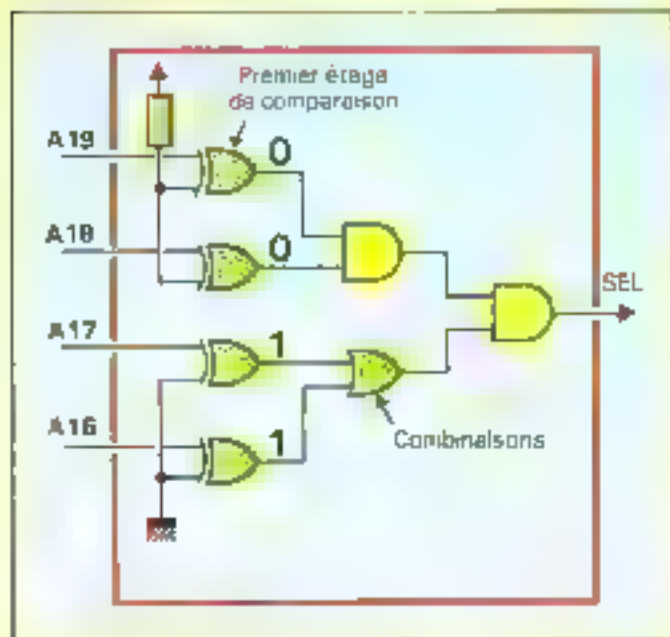 Premier étage
de comparaison
A19
0
A18
0
SEL
A17
1
A16
1
Combinaisons